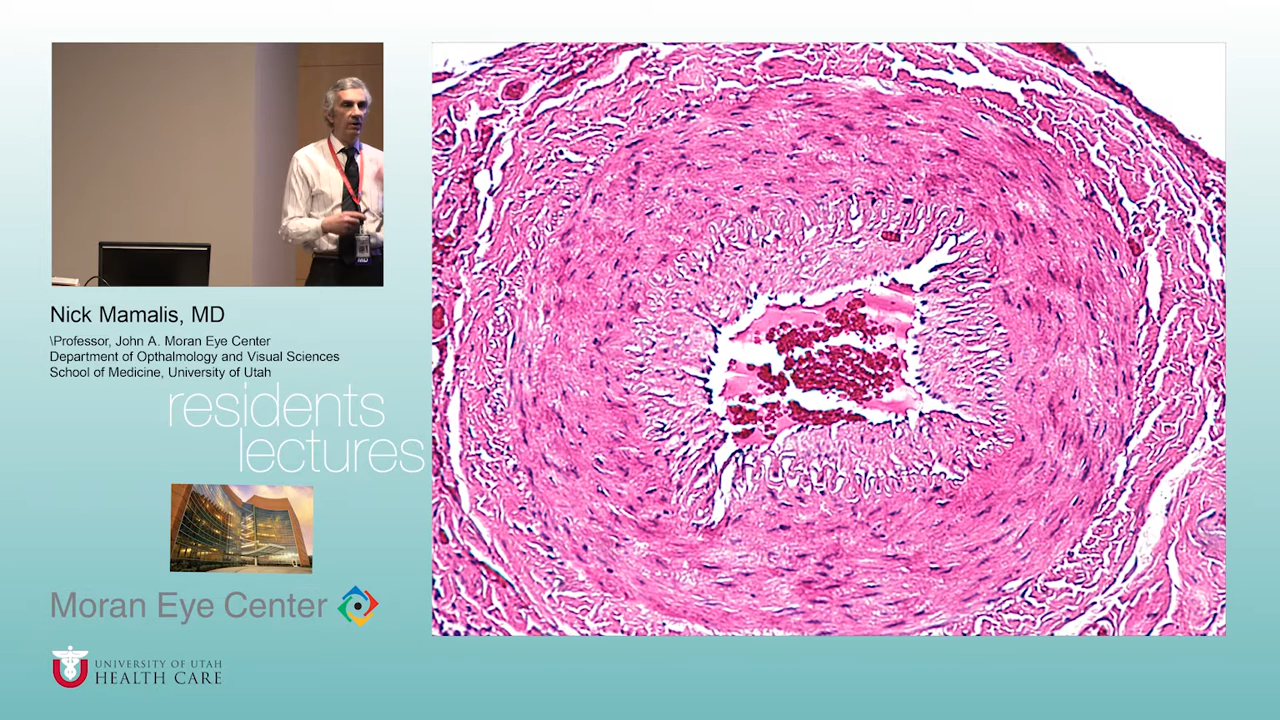 Nick Mamalis, MD
\Professor, John A. Moran Eye Center
Department of Opthalmology and Visual Sciences
School of Medicine, University of Utah
residents
lectures
Moran Eye Center
UNIVERSITY OF UTAH
HEALTH CARE